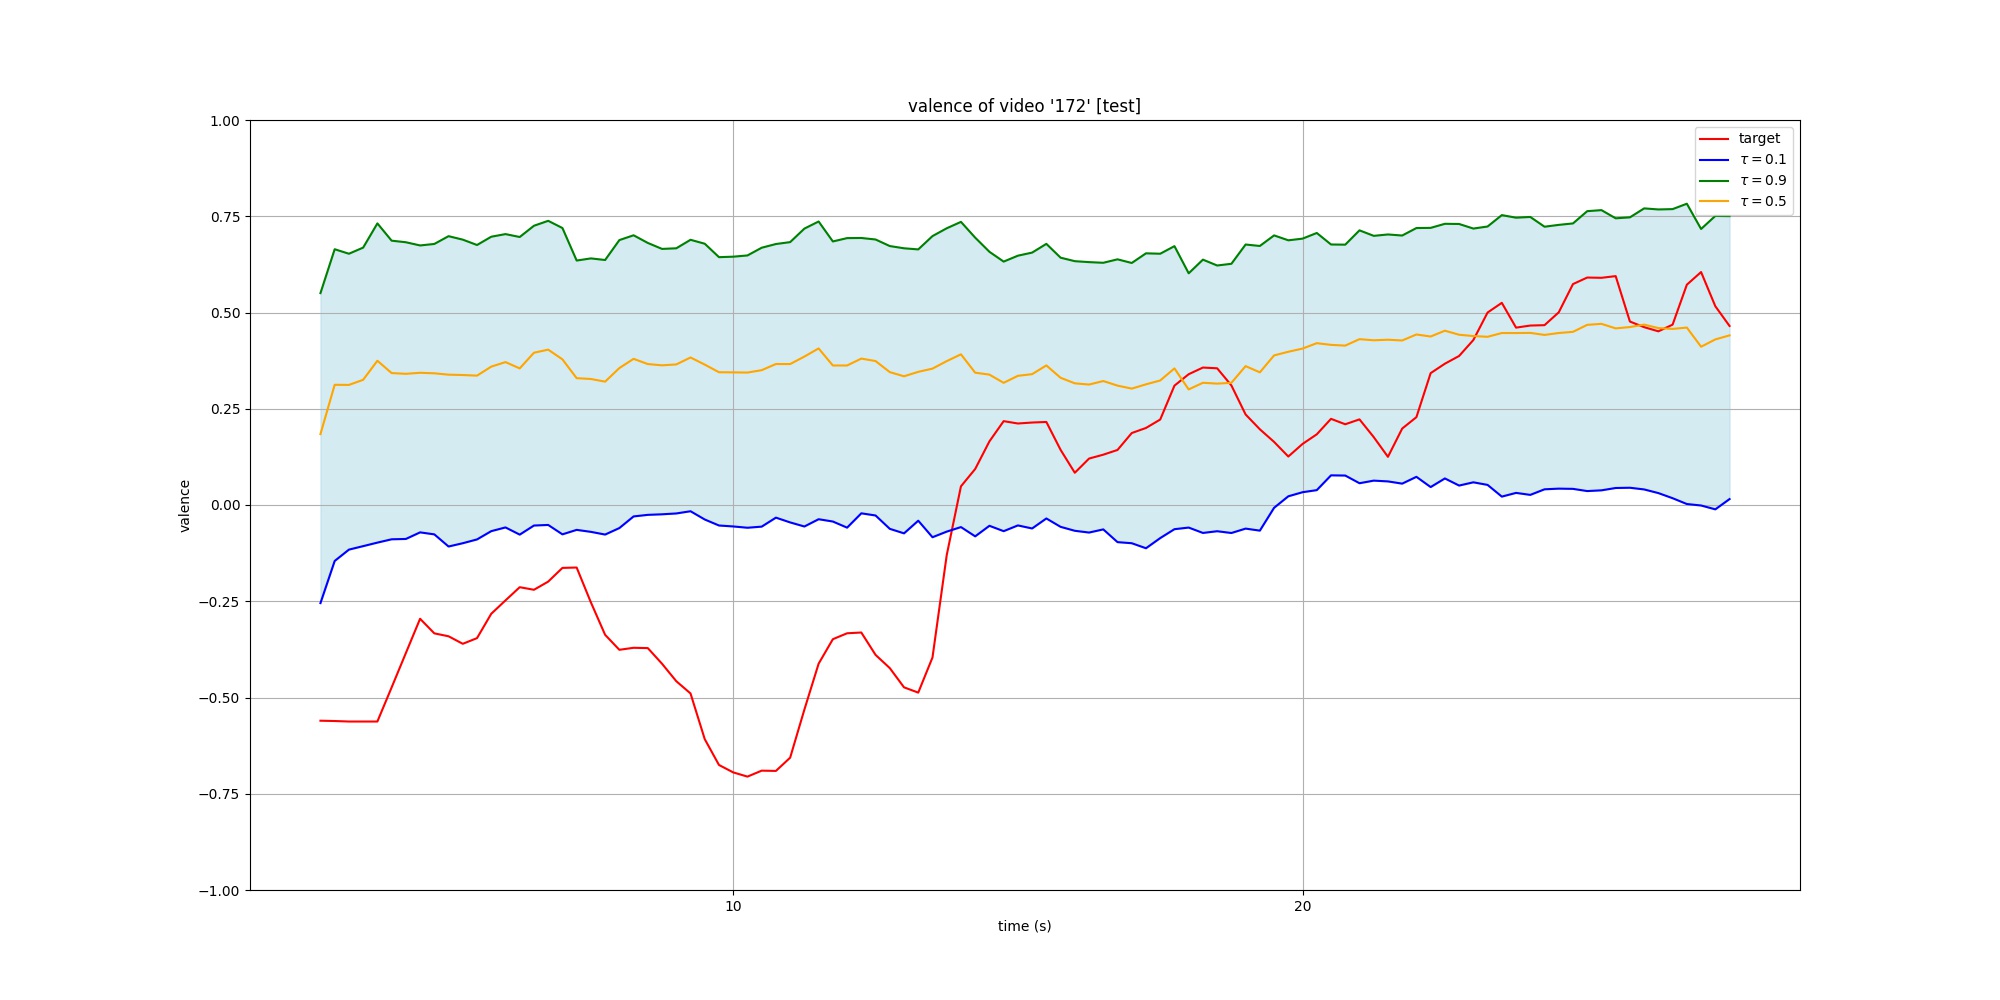 valence of video '172' [test]
1.00
0.75
0.50
0.25
0.00
−0.25
−0.50
−0.75
−1.00
valence
target
τ = 0.1
τ = 0.9
τ = 0.5
10
20
time (s)